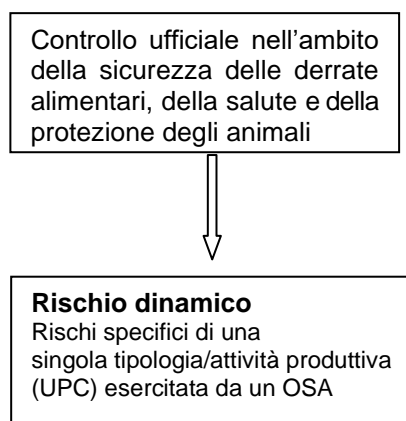 Controllo ufficiale nell’ambito
della sicurezza delle derrate
alimentari, della salute e della
protezione degli animali
Rischio dinamico
Rischi specifici di una
singola tipologia/attività produttiva
(UPC) esercitata da un OSA